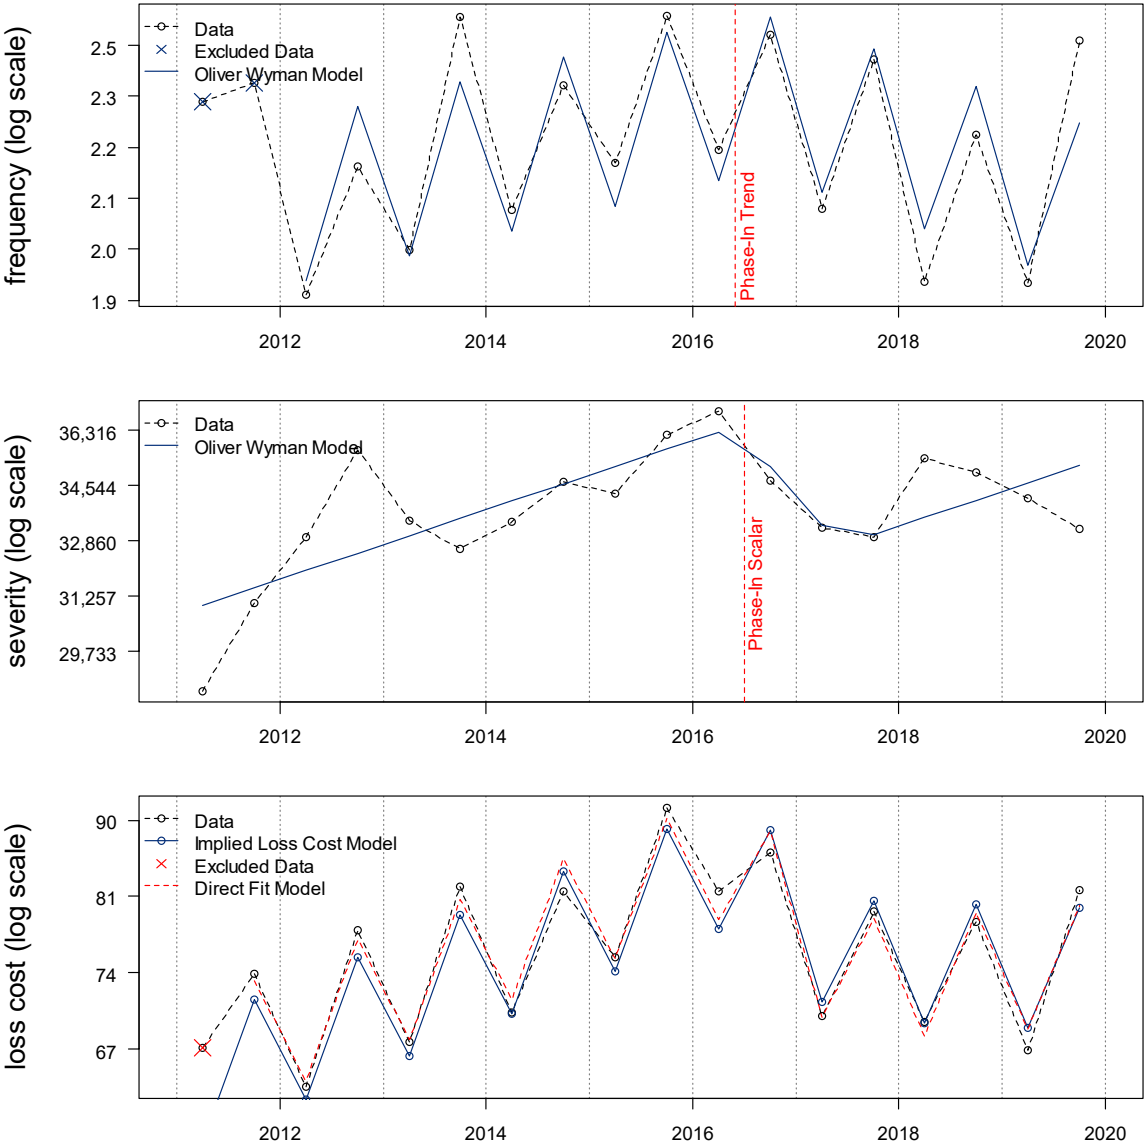 frequency (log scale)
2.5
2.3
2.2
2.1
2.0
1.9
Data
Excluded Data
Oliver Wyman Model
Phase-In Trend
2012
2014
2016
2018
2020
severity (log scale)
36,316
34,544
32,860
31,257
29,733
Data
Oliver Wyman Model
Phase-In Scalar
2012
2014
2016
2018
2020
loss cost (log scale)
90
81
74
67
Data
Implied Loss Cost Model
Excluded Data
Direct Fit Model
2012
2014
2016
2018
2020